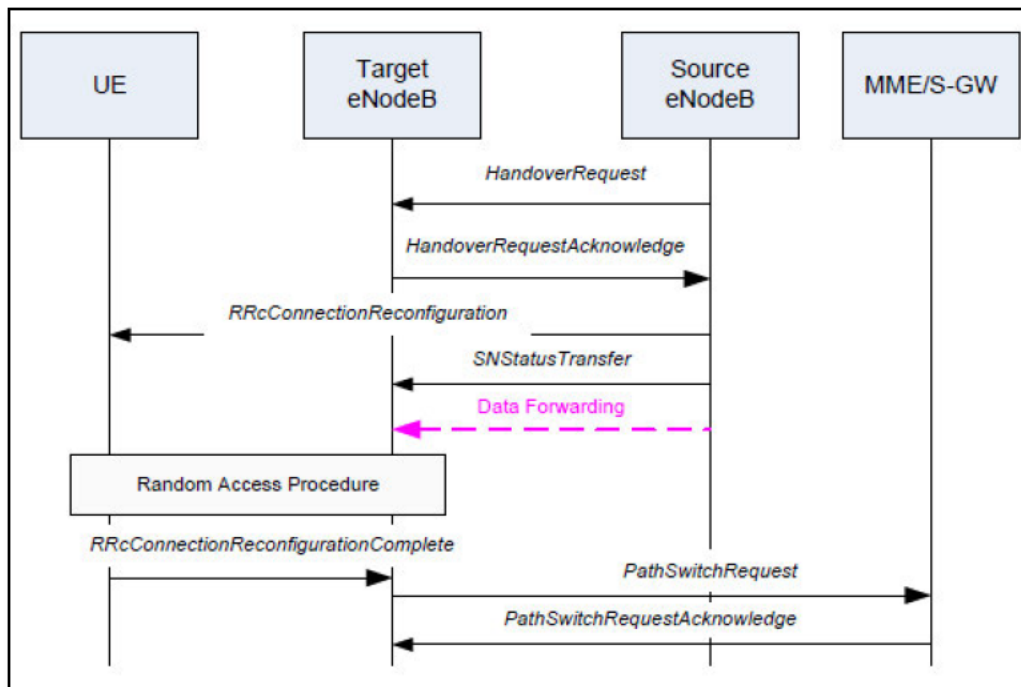 UE
Target
eNodeB
Source
eNodeB
MME/S-GW
HandoverRequest
HandoverRequestAcknowledge
RRcConnectionReconfiguration
SNStatusTransfer
Data Forwarding
Random Access Procedure
RRcConnectionReconfigurationComplete
PathSwitchRequest
PathSwitchRequestAcknowledge